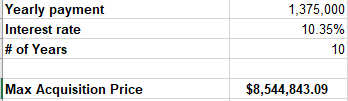 Yearly payment 1,375,000
Interest rate 10.35%
# of Years 10
Max Acquisition Price $8,544,843.09